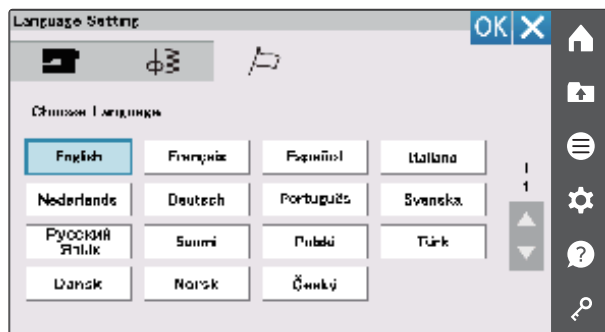 Language Setting
OK
Choose Language
English Français Español Italiano
Nederlands Deutsch Português Svenska
Русский Suomi Polski Türk
Язык
Dansk Norsk Český
1
1